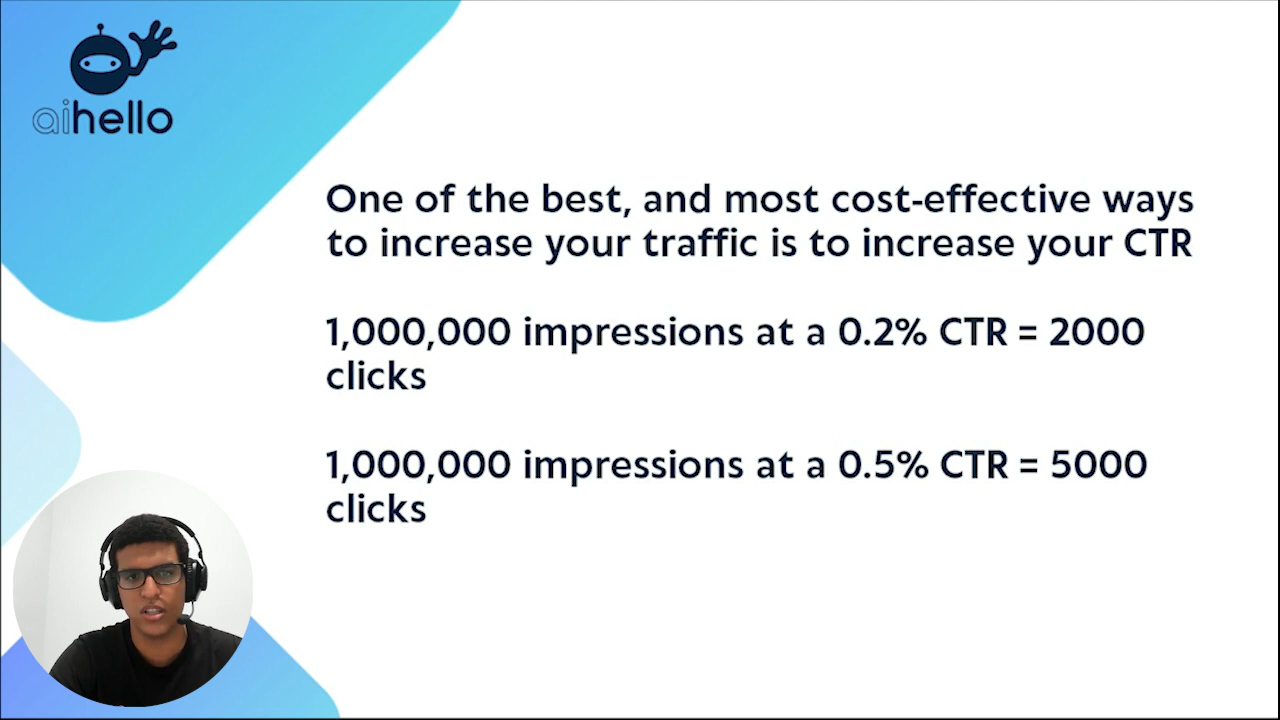 aihello
One of the best, and most cost-effective ways
to increase your traffic is to increase your CTR
1,000,000 impressions at a 0.2% CTR = 2000
clicks
1,000,000 impressions at a 0.5% CTR = 5000
clicks